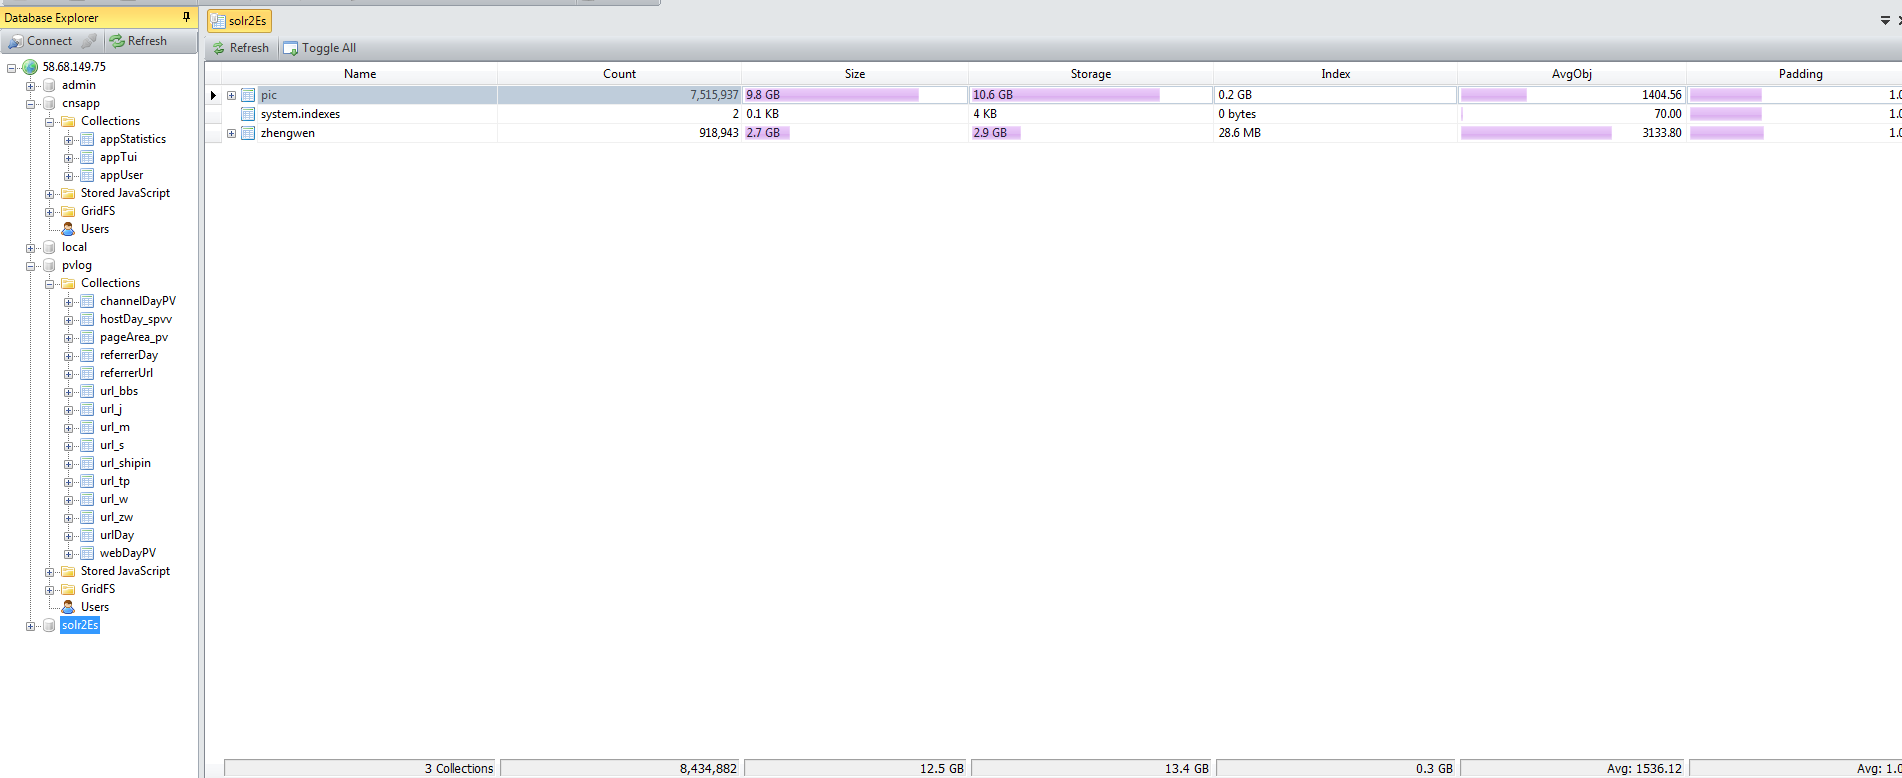 Database Explorer
Connect Refresh
58.68.149.75
admin
cnsapp
Collections
appStatistics
appTui
appUser
Stored JavaScript
GridFS
Users
local
pvlog
Collections
channelDayPV
hostDay_spvv
pageArea_pv
referrerDay
referrerUrl
url_bbs
url_j
url_m
url_s
url_shipin
url_tp
url_w
url_zw
urlDay
webDayPV
Stored JavaScript
GridFS
Users
solr2Es
solr2Es
Refresh Toggle All
Name Count Size Storage Index AvgObj Padding
pic 7,515,937 9.8 GB 10.6 GB 0.2 GB 1404.56 1.0
system.indexes 2 0.1 KB 4 KB 0 bytes 70.00 1.0
zhengwen 918,943 2.7 GB 2.9 GB 28.6 MB 3133.80 1.0
3 Collections 8,434,882 12.5 GB 13.4 GB 0.3 GB Avg: 1536.12 Avg: 1.0